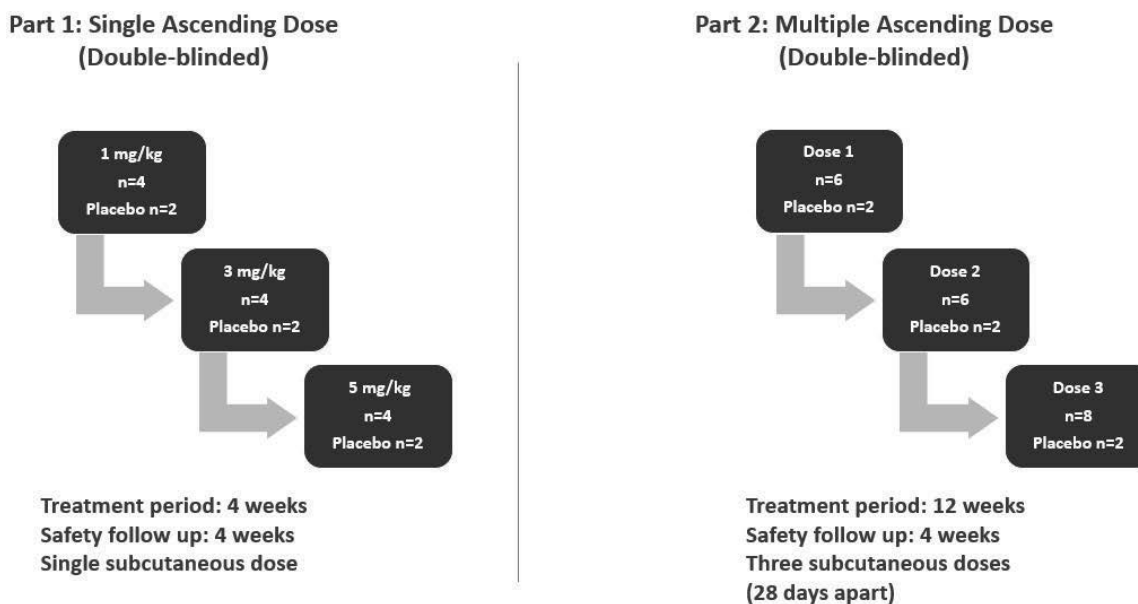 Part 1: Single Ascending Dose
(Double-blinded)
1 mg/kg
n=4
Placebo n=2
3 mg/kg
n=4
Placebo n=2
5 mg/kg
n=4
Placebo n=2
Treatment period: 4 weeks
Safety follow up: 4 weeks
Single subcutaneous dose
Part 2: Multiple Ascending Dose
(Double-blinded)
Dose 1
n=6
Placebo n=2
Dose 2
n=6
Placebo n=2
Dose 3
n=8
Placebo n=2
Treatment period: 12 weeks
Safety follow up: 4 weeks
Three subcutaneous doses
(28 days apart)